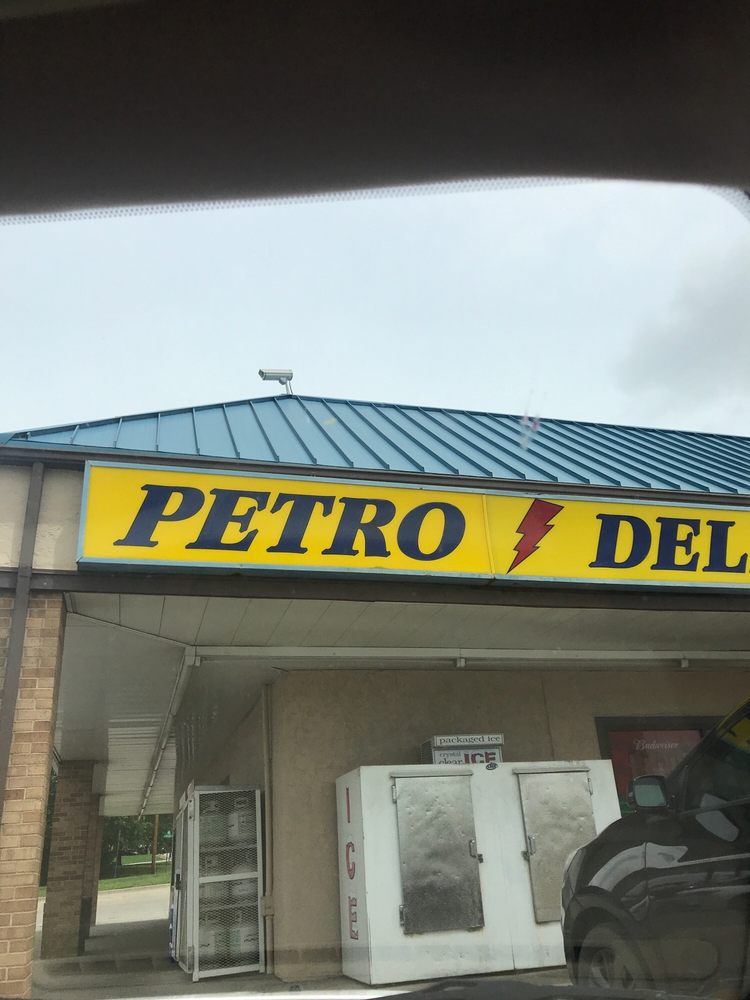 PETRO DEL
packaged ice
crystal
clear ICE
Budweiser
ICE